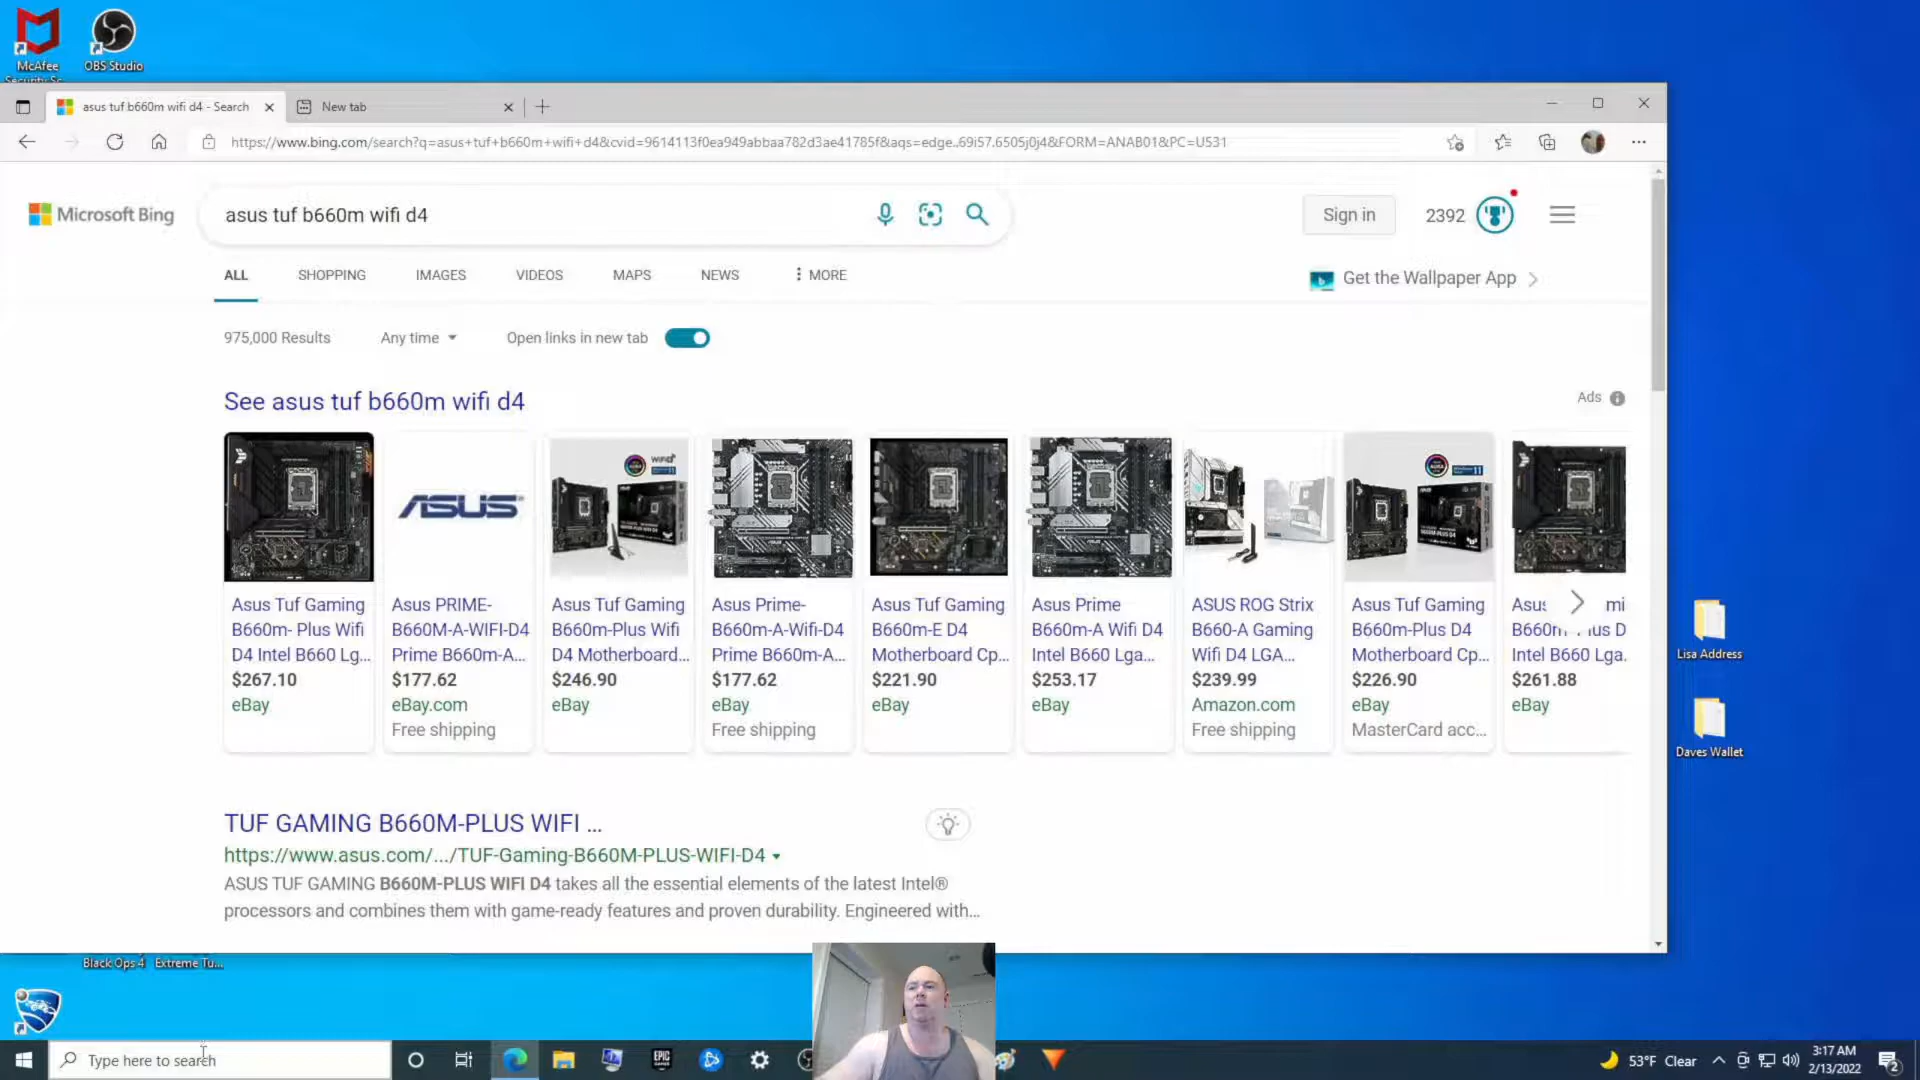 McAfee
OBS Studio
asus tuf b660m wifi d4 - Search
New tab
https://www.bing.com/search?q=asus+tuf+b660m+wifi+d4&cvid=9614113f0ea949abbaa782d3ae41785f&aqs=edge..69i57.6505j0j4&FORM=ANAB01&PC=U531
Microsoft Bing
asus tuf b660m wifi d4
Sign in
2392
ALL
SHOPPING
IMAGES
VIDEOS
MAPS
NEWS
MORE
Get the Wallpaper App
975,000 Results
Any time
Open links in new tab
See asus tuf b660m wifi d4
Ads
ASUS
Asus Tuf Gaming
B660m- Plus Wifi
D4 Intel B660 Lg...
$267.10
eBay
Asus PRIME-
B660M-A-WIFI-D4
Prime B660m-A...
$177.62
eBay.com
Free shipping
Asus Tuf Gaming
B660m-Plus Wifi
D4 Motherboard...
$246.90
eBay
Asus Prime-
B660m-A-Wifi-D4
Prime B660m-A...
$177.62
eBay
Free shipping
Asus Tuf Gaming
B660m-E D4
Motherboard Cp...
$221.90
eBay
Asus Prime
B660m-A Wifi D4
Intel B660 Lga...
$253.17
eBay
ASUS ROG Strix
B660-A Gaming
Wifi D4 LGA...
$239.99
Amazon.com
Free shipping
Asus Tuf Gaming
B660m-Plus D4
Motherboard Cp...
$226.90
eBay
MasterCard acc...
Intel B660 Lga.
$261.88
eBay
Lisa Address
Daves Wallet
TUF GAMING B660M-PLUS WIFI ...
https://www.asus.com/.../TUF-Gaming-B660M-PLUS-WIFI-D4
ASUS TUF GAMING B660M-PLUS WIFI D4 takes all the essential elements of the latest Intel®
processors and combines them with game-ready features and proven durability. Engineered with...
Black Ops 4
Extreme Tu...
Type here to search
EPIC
53°F Clear
3:17 AM
2/13/2022
2